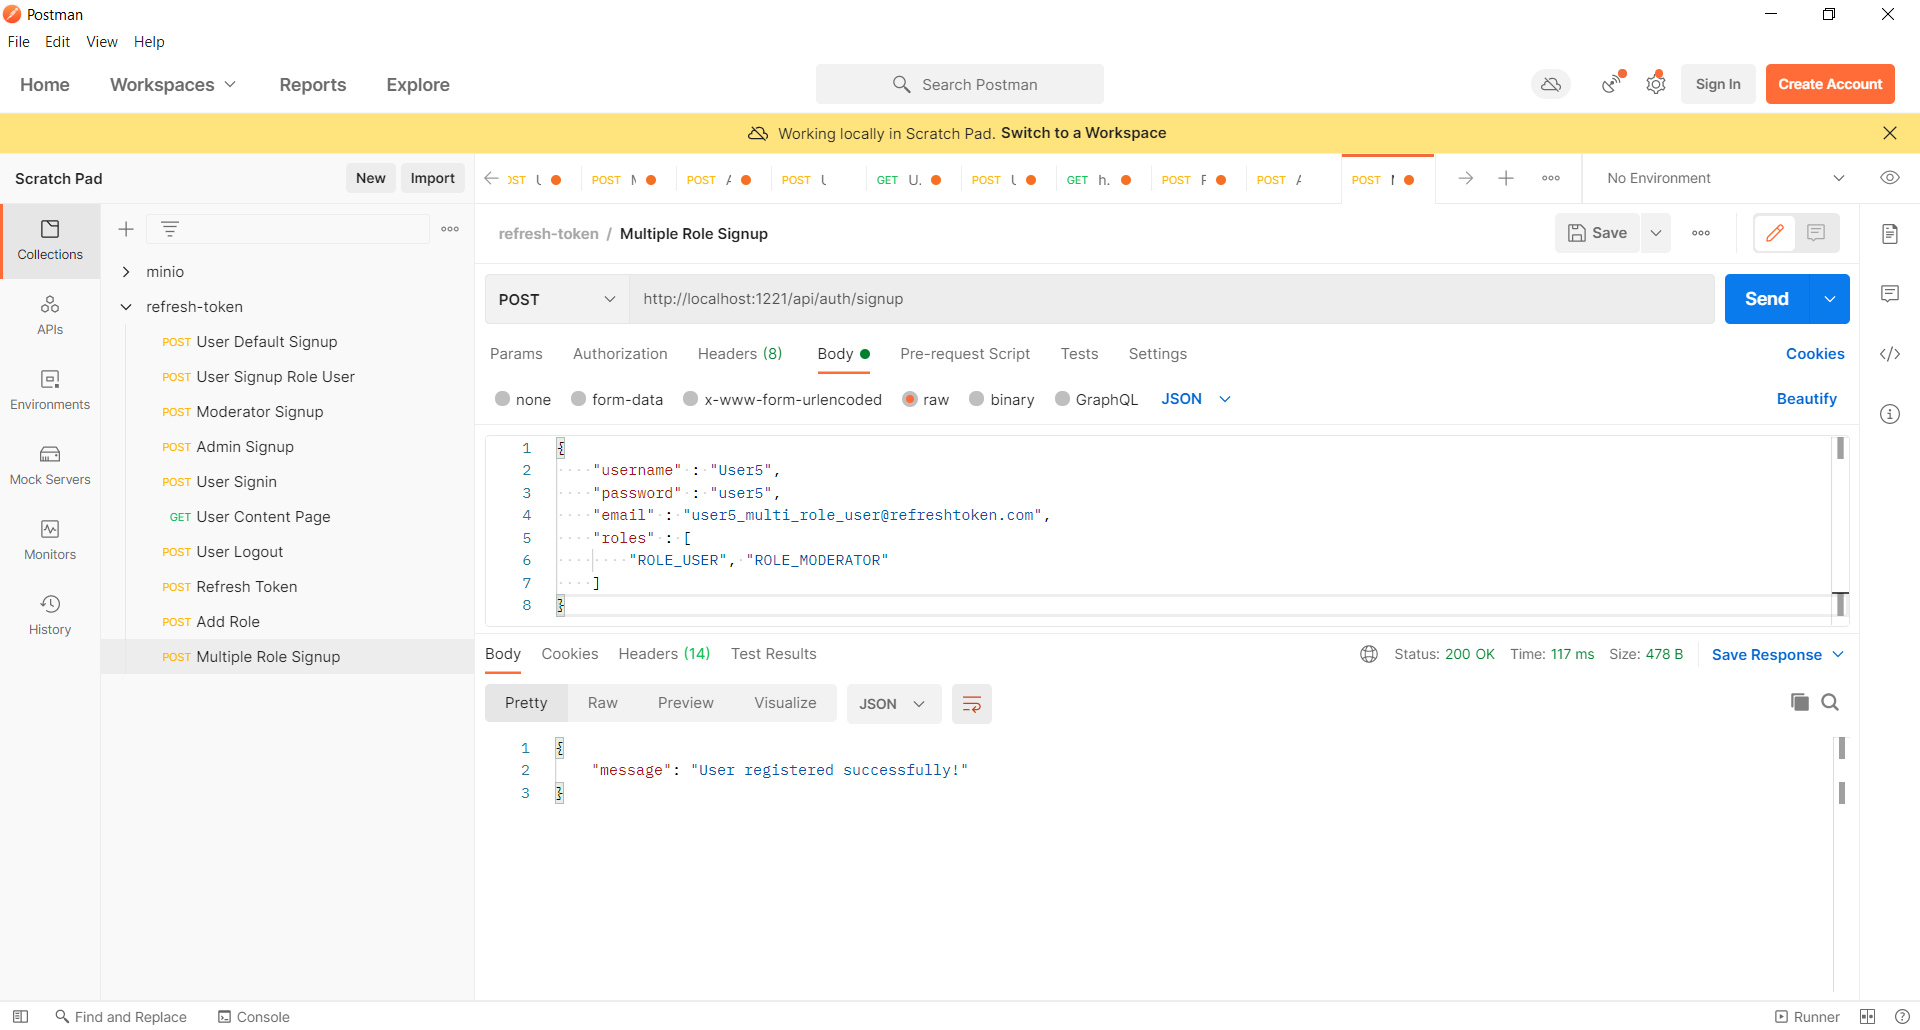 Postman
File Edit View Help
Home Workspaces Reports Explore Search Postman Sign In Create Account
Working locally in Scratch Pad. Switch to a Workspace
Scratch Pad New Import
POST POST POST GET U. POST GET h. POST POST POST No Environment
Collections
APIs
Environments
Mock Servers
Monitors
History
minio
refresh-token
POST User Default Signup
POST User Signup Role User
POST Moderator Signup
POST Admin Signup
POST User Signin
GET User Content Page
POST User Logout
POST Refresh Token
POST Add Role
POST Multiple Role Signup
refresh-token / Multiple Role Signup Save
POST http://localhost:1221/api/auth/signup Send
Params Authorization Headers (8) Body Pre-request Script Tests Settings Cookies
none form-data x-www-form-urlencoded raw binary GraphQL JSON Beautify
1 {
2 "username" : "User5",
3 "password" : "user5",
4 "email" : "user5_multi_role_user@refreshtoken.com",
5 "roles" : [
6 "ROLE_USER", "ROLE_MODERATOR"
7 ]
8 }
Body Cookies Headers (14) Test Results Status: 200 OK Time: 117 ms Size: 478 B Save Response
Pretty Raw Preview Visualize JSON
1 {
2 "message": "User registered successfully!"
3 }
Find and Replace Console Runner